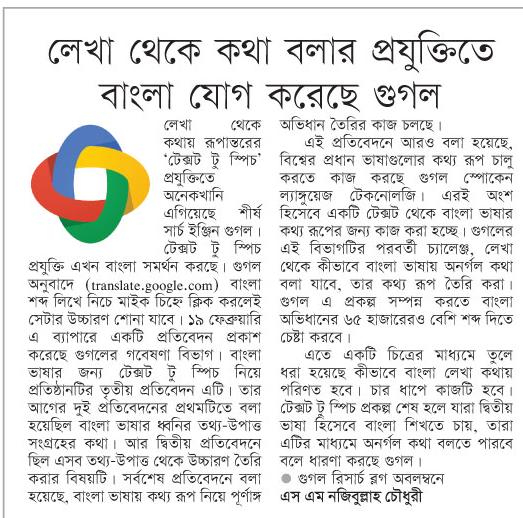 লেখা থেকে কথা বলার প্রযুক্তিতে
বাংলা যোগ করেছে গুগল
লেখা থেকে
কথায় রূপান্তরের
‘টেক্সট টু স্পিচ’
প্রযুক্তিতে
অনেকখানি
এগিয়েছে শীর্ষ
সার্চ ইঞ্জিন গুগল।
টেক্সট টু স্পিচ
প্রযুক্তি এখন বাংলা সমর্থন করছে। গুগল
অনুবাদে (translate.google.com) বাংলা
শব্দ লিখে নিচে মাইক চিহ্নে ক্লিক করলেই
সেটার উচ্চারণ শোনা যাবে। ১৯ ফেব্রুয়ারি
এ ব্যাপারে একটি প্রতিবেদন প্রকাশ
করেছে গুগলের গবেষণা বিভাগ। বাংলা
ভাষার জন্য টেক্সট টু স্পিচ নিয়ে
প্রতিষ্ঠানটির তৃতীয় প্রতিবেদন এটি। তার
আগের দুই প্রতিবেদনের প্রথমটিতে বলা
হয়েছিল বাংলা ভাষার ধ্বনির তথ্য-উপাত্ত
সংগ্রহের কথা। আর দ্বিতীয় প্রতিবেদনে
ছিল এসব তথ্য-উপাত্ত থেকে উচ্চারণ তৈরি
করার বিষয়টি। সর্বশেষ প্রতিবেদনে বলা
হয়েছে, বাংলা ভাষায় কথ্য রূপ নিয়ে পূর্ণাঙ্গ
অভিধান তৈরির কাজ চলছে।
এই প্রতিবেদনে আরও বলা হয়েছে,
বিশ্বের প্রধান ভাষাগুলোর কথ্য রূপ চালু
করতে কাজ করছে গুগল স্পোকেন
ল্যাঙ্গুয়েজ টেকনোলজি। এরই অংশ
হিসেবে একটি টেক্সট থেকে বাংলা ভাষার
কথ্য রূপের জন্য কাজ করা হচ্ছে। গুগলের
এই বিভাগটির পরবর্তী চ্যালেঞ্জ, লেখা
থেকে কীভাবে বাংলা ভাষায় অনর্গল কথা
বলা যাবে, তার কথ্য রূপ তৈরি করা।
গুগল এ প্রকল্প সম্পন্ন করতে বাংলা
অভিধানের ৬৫ হাজারেরও বেশি শব্দ দিতে
চেষ্টা করবে।
এতে একটি চিত্রের মাধ্যমে তুলে
ধরা হয়েছে কীভাবে বাংলা লেখা কথায়
পরিণত হবে। চার ধাপে কাজটি হবে।
টেক্সট টু স্পিচ প্রকল্প শেষ হলে যারা দ্বিতীয়
ভাষা হিসেবে বাংলা শিখতে চায়, তারা
এটির মাধ্যমে অনর্গল কথা বলতে পারবে
বলে ধারণা করছে গুগল।
● গুগল রিসার্চ ব্লগ অবলম্বনে
এস এম নজিবুল্লাহ চৌধুরী